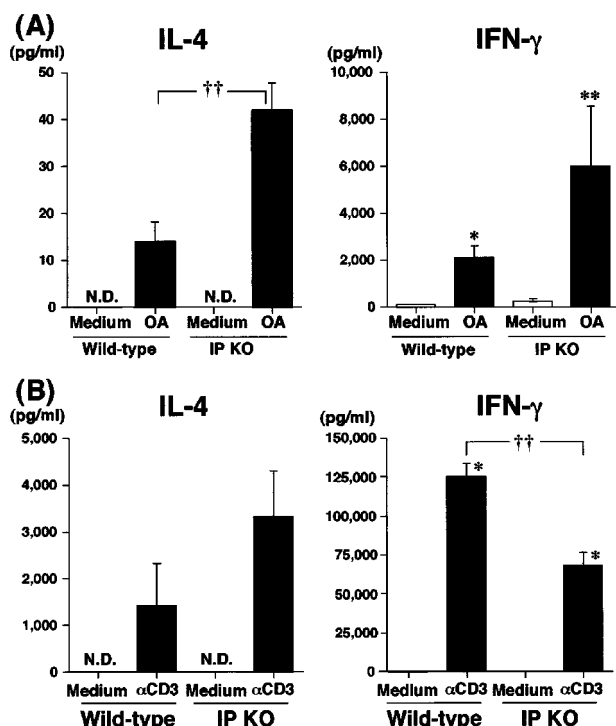 (A)
IL-4
(pg/ml)
50
40
30
20
10
0
††
N.D.
N.D.
Medium OA Medium OA
Wild-type IP KO
IFN-γ
(pg/ml)
10,000
8,000
6,000
4,000
2,000
0
*
**
Medium OA Medium OA
Wild-type IP KO
(B)
IL-4
(pg/ml)
5,000
4,000
3,000
2,000
1,000
0
N.D.
N.D.
Medium αCD3 Medium αCD3
Wild-type IP KO
IFN-γ
(pg/ml)
150,000
125,000
100,000
75,000
50,000
25,000
0
††
*
*
Medium αCD3 Medium αCD3
Wild-type IP KO